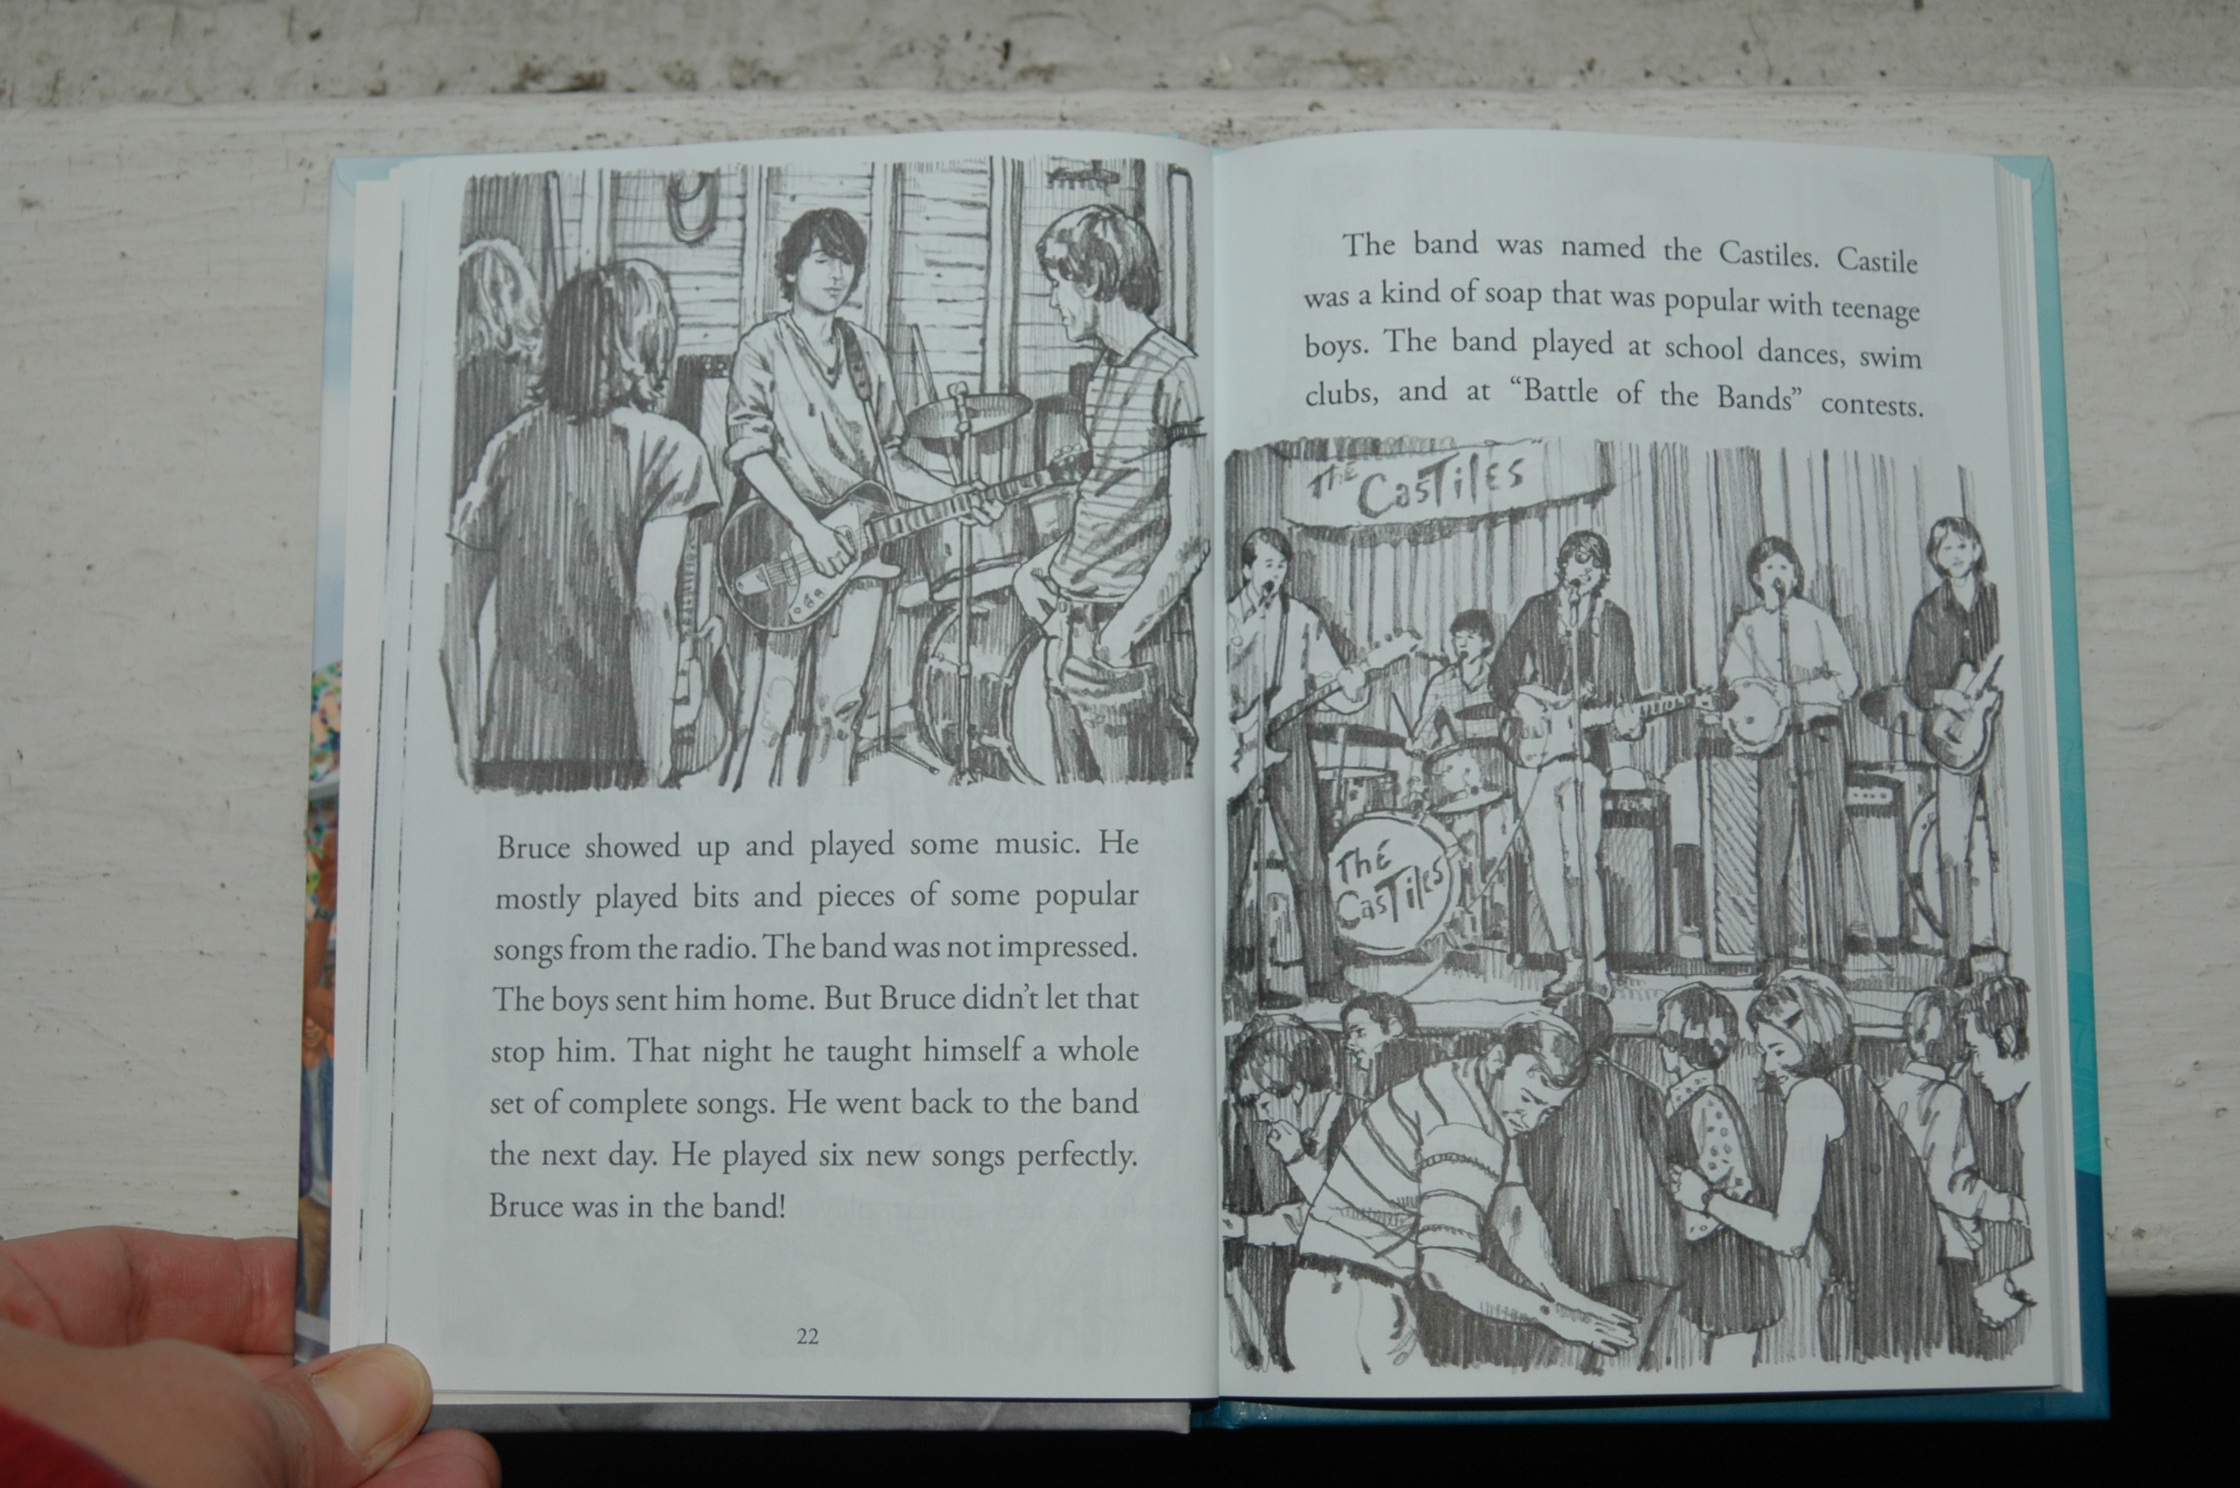 Bruce showed up and played some music. He
mostly played bits and pieces of some popular
songs from the radio. The band was not impressed.
The boys sent him home. But Bruce didn't let that
stop him. That night he taught himself a whole
set of complete songs. He went back to the band
the next day. He played six new songs perfectly.
Bruce was in the band!
22
The band was named the Castiles. Castile
was a kind of soap that was popular with teenage
boys. The band played at school dances, swim
clubs, and at “Battle of the Bands” contests.
THE CASTILES
The
CasTiles